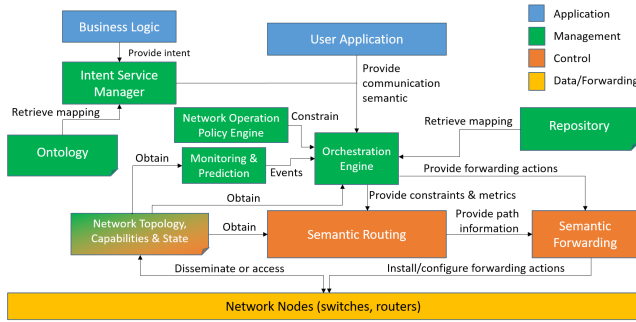 Business Logic
Application
Management
Control
Data/Forwarding
User Application
Provide intent
Intent Service
Manager
Provide
communication
semantic
Retrieve mapping
Ontology
Network Operation
Policy Engine
Constrain
Retrieve mapping
Repository
Obtain
Monitoring &
Prediction
Events
Orchestration
Engine
Provide forwarding actions
Obtain
Provide constraints & metrics
Network Topology,
Capabilities & State
Obtain
Semantic Routing
Provide path
information
Semantic
Forwarding
Disseminate or access
Install/configure forwarding actions
Network Nodes (switches, routers)